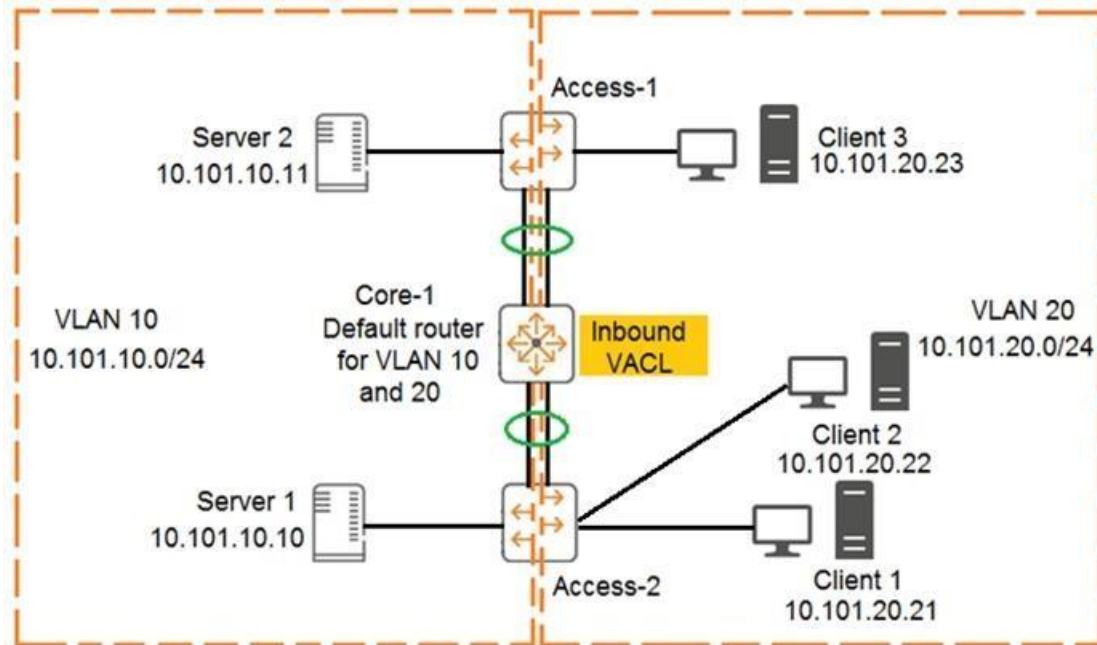 Access-1
Server 2
10.101.10.11
Client 3
10.101.20.23
Core-1
Default router
for VLAN 10
and 20
Inbound
VACL
VLAN 10
10.101.10.0/24
VLAN 20
10.101.20.0/24
Client 2
10.101.20.22
Server 1
10.101.10.10
Access-2
Client 1
10.101.20.21